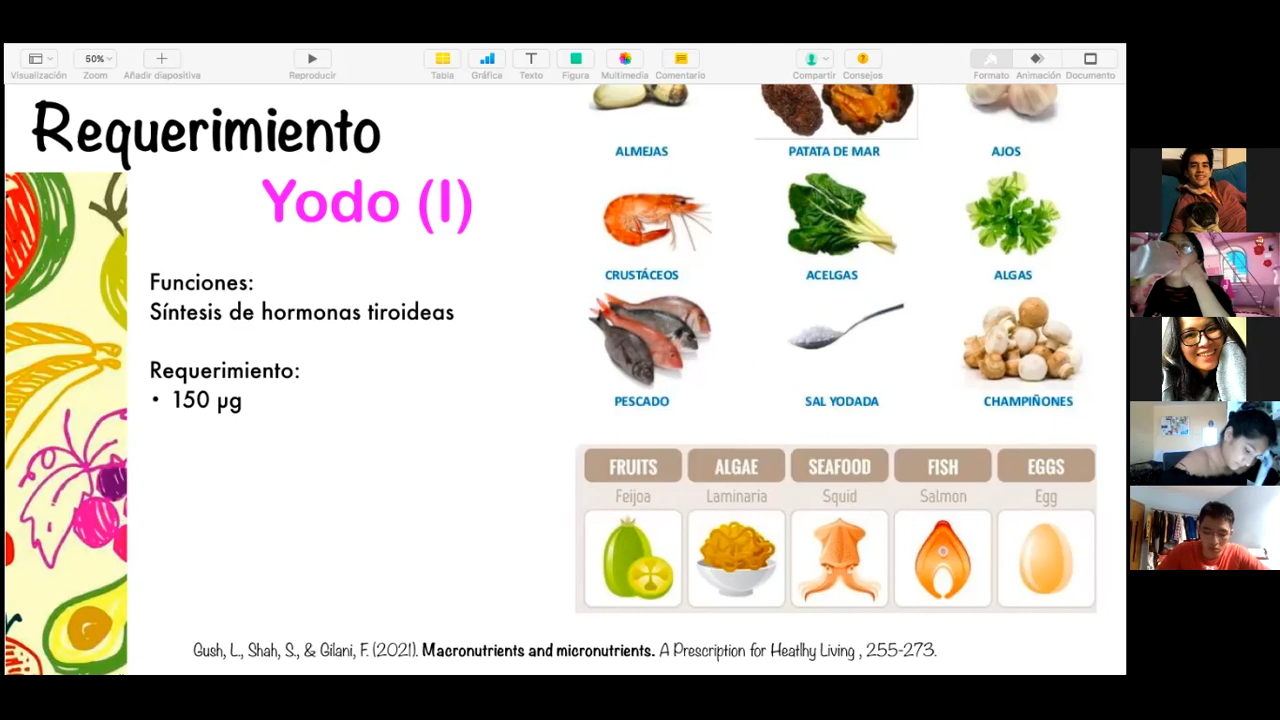 50%
Visualización
Zoom
Añadir diapositiva
Reproducir
Tabla
Gráfica
Texto
Figura
Multimedia
Comentario
Compartir
Consejos
Formato
Animación
Documento
Requerimiento
Yodo (I)
Funciones:
Síntesis de hormonas tiroideas
Requerimiento:
• 150 µg
ALMEJAS
PATATA DE MAR
AJOS
CRUSTÁCEOS
ACELGAS
ALGAS
PESCADO
SAL YODADA
CHAMPIÑONES
FRUITS
ALGAE
SEAFOOD
FISH
EGGS
Feijoa
Laminaria
Squid
Salmon
Egg
Gush, L., Shah, S., & Gilani, F. (2021). Macronutrients and micronutrients. A Prescription for Heatlhy Living , 255-273.